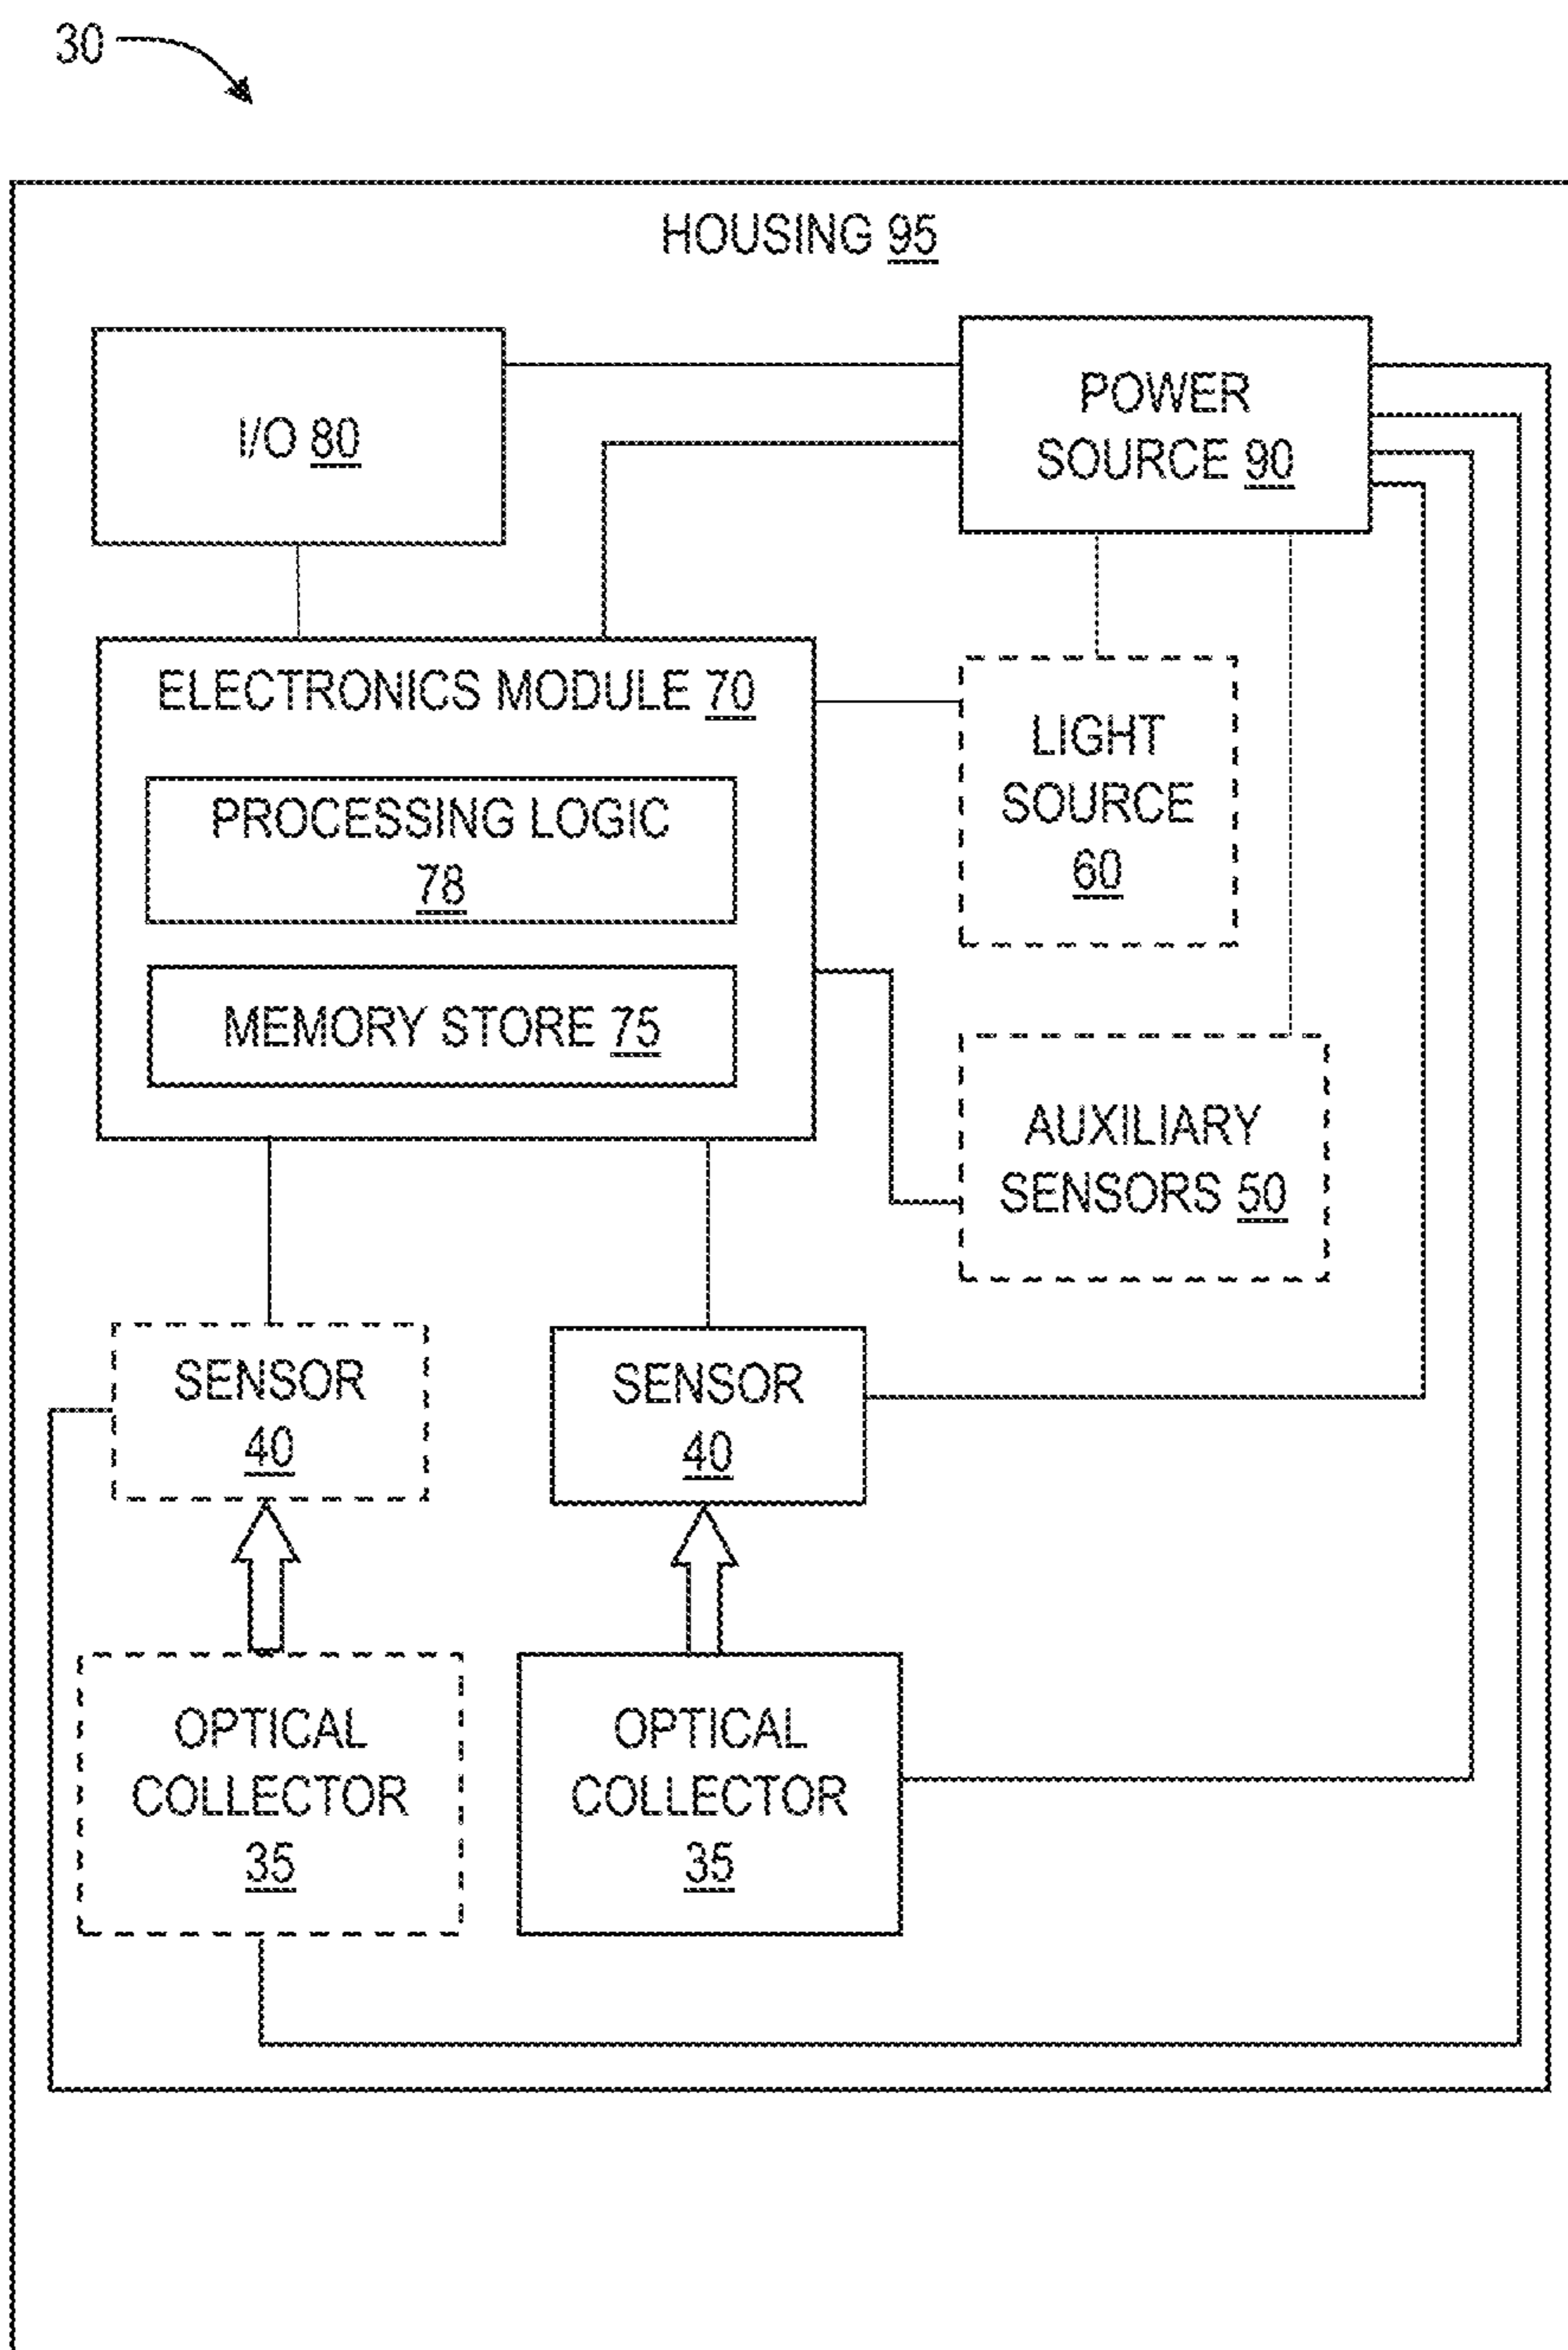 30
HOUSING 95
I/O 80
POWER
SOURCE 90
ELECTRONICS MODULE 70
PROCESSING LOGIC
78
MEMORY STORE 75
LIGHT
SOURCE
60
AUXILIARY
SENSORS 50
SENSOR
40
SENSOR
40
OPTICAL
COLLECTOR
35
OPTICAL
COLLECTOR
35